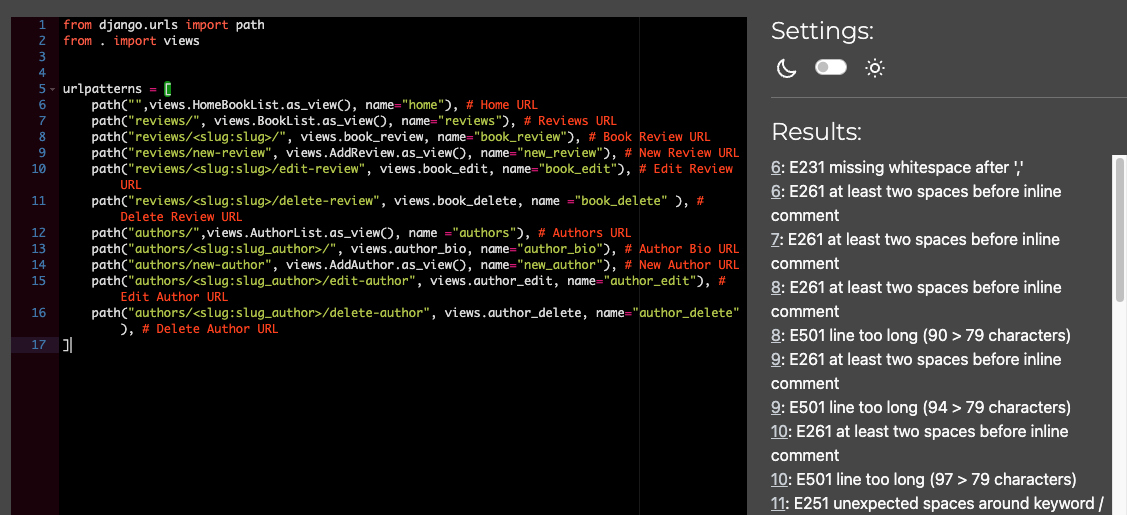 1 from django.urls import path
2 from . import views
3
4
5 urlpatterns = [
6 path("",views.HomeBookList.as_view(), name="home"), # Home URL
7 path("reviews/", views.BookList.as_view(), name="reviews"), # Reviews URL
8 path("reviews/<slug:slug>/", views.book_review, name="book_review"), # Book Review URL
9 path("reviews/new-review", views.AddReview.as_view(), name="new_review"), # New Review URL
10 path("reviews/<slug:slug>/edit-review", views.book_edit, name="book_edit"), # Edit Review
URL
11 path("reviews/<slug:slug>/delete-review", views.book_delete, name ="book_delete" ), #
Delete Review URL
12 path("authors/",views.AuthorList.as_view(), name ="authors"), # Authors URL
13 path("authors/<slug:slug_author>/", views.author_bio, name="author_bio"), # Author Bio URL
14 path("authors/new-author", views.AddAuthor.as_view(), name="new_author"), # New Author URL
15 path("authors/<slug:slug_author>/edit-author", views.author_edit, name="author_edit"), #
Edit Author URL
16 path("authors/<slug:slug_author>/delete-author", views.author_delete, name="author_delete"
), # Delete Author URL
17 ]
Settings:
Results:
6: E231 missing whitespace after ','
6: E261 at least two spaces before inline
comment
7: E261 at least two spaces before inline
comment
8: E261 at least two spaces before inline
comment
8: E501 line too long (90 > 79 characters)
9: E261 at least two spaces before inline
comment
9: E501 line too long (94 > 79 characters)
10: E261 at least two spaces before inline
comment
10: E501 line too long (97 > 79 characters)
11: E251 unexpected spaces around keyword /